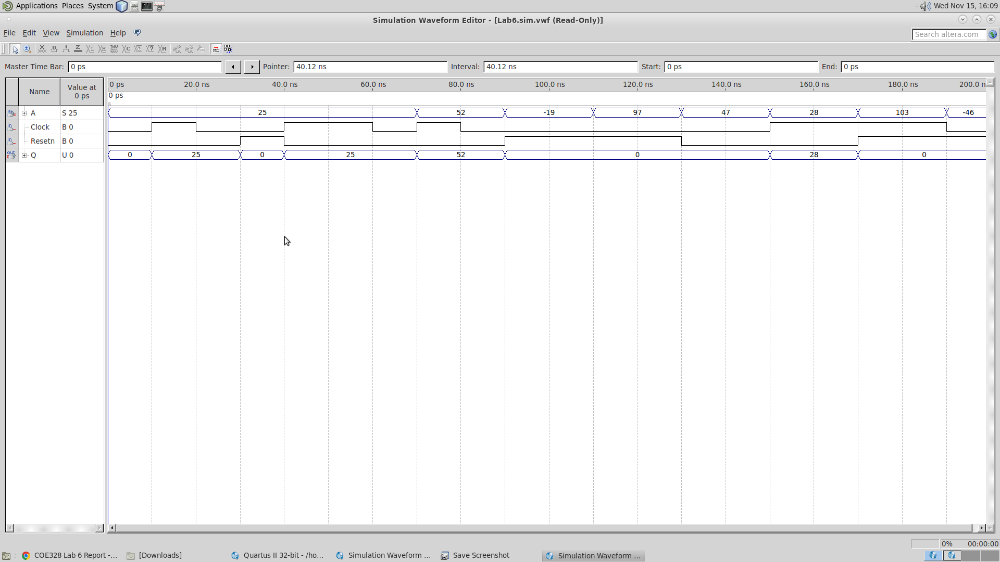 Applications Places System Wed Nov 15, 16:09
Simulation Waveform Editor - [Lab6.sim.vwf (Read-Only)]
File Edit View Simulation Help Search altera.com
Master Time Bar: 0 ps Pointer: 40.12 ns Interval: 40.12 ns Start: 0 ps End: 0 ps
Name Value at 0 ps 0 ps 20.0 ns 40.0 ns 60.0 ns 80.0 ns 100.0 ns 120.0 ns 140.0 ns 160.0 ns 180.0 ns 200.0 n
0 ps
A S 25 25 52 -19 97 47 28 103 -46
Clock B 0
Resetn B 0
Q U 0 0 25 0 25 52 0 28 0
0% 00:00:00
COE328 Lab 6 Report -... [Downloads] Quartus II 32-bit - /ho... Simulation Waveform ... Save Screenshot Simulation Waveform ...